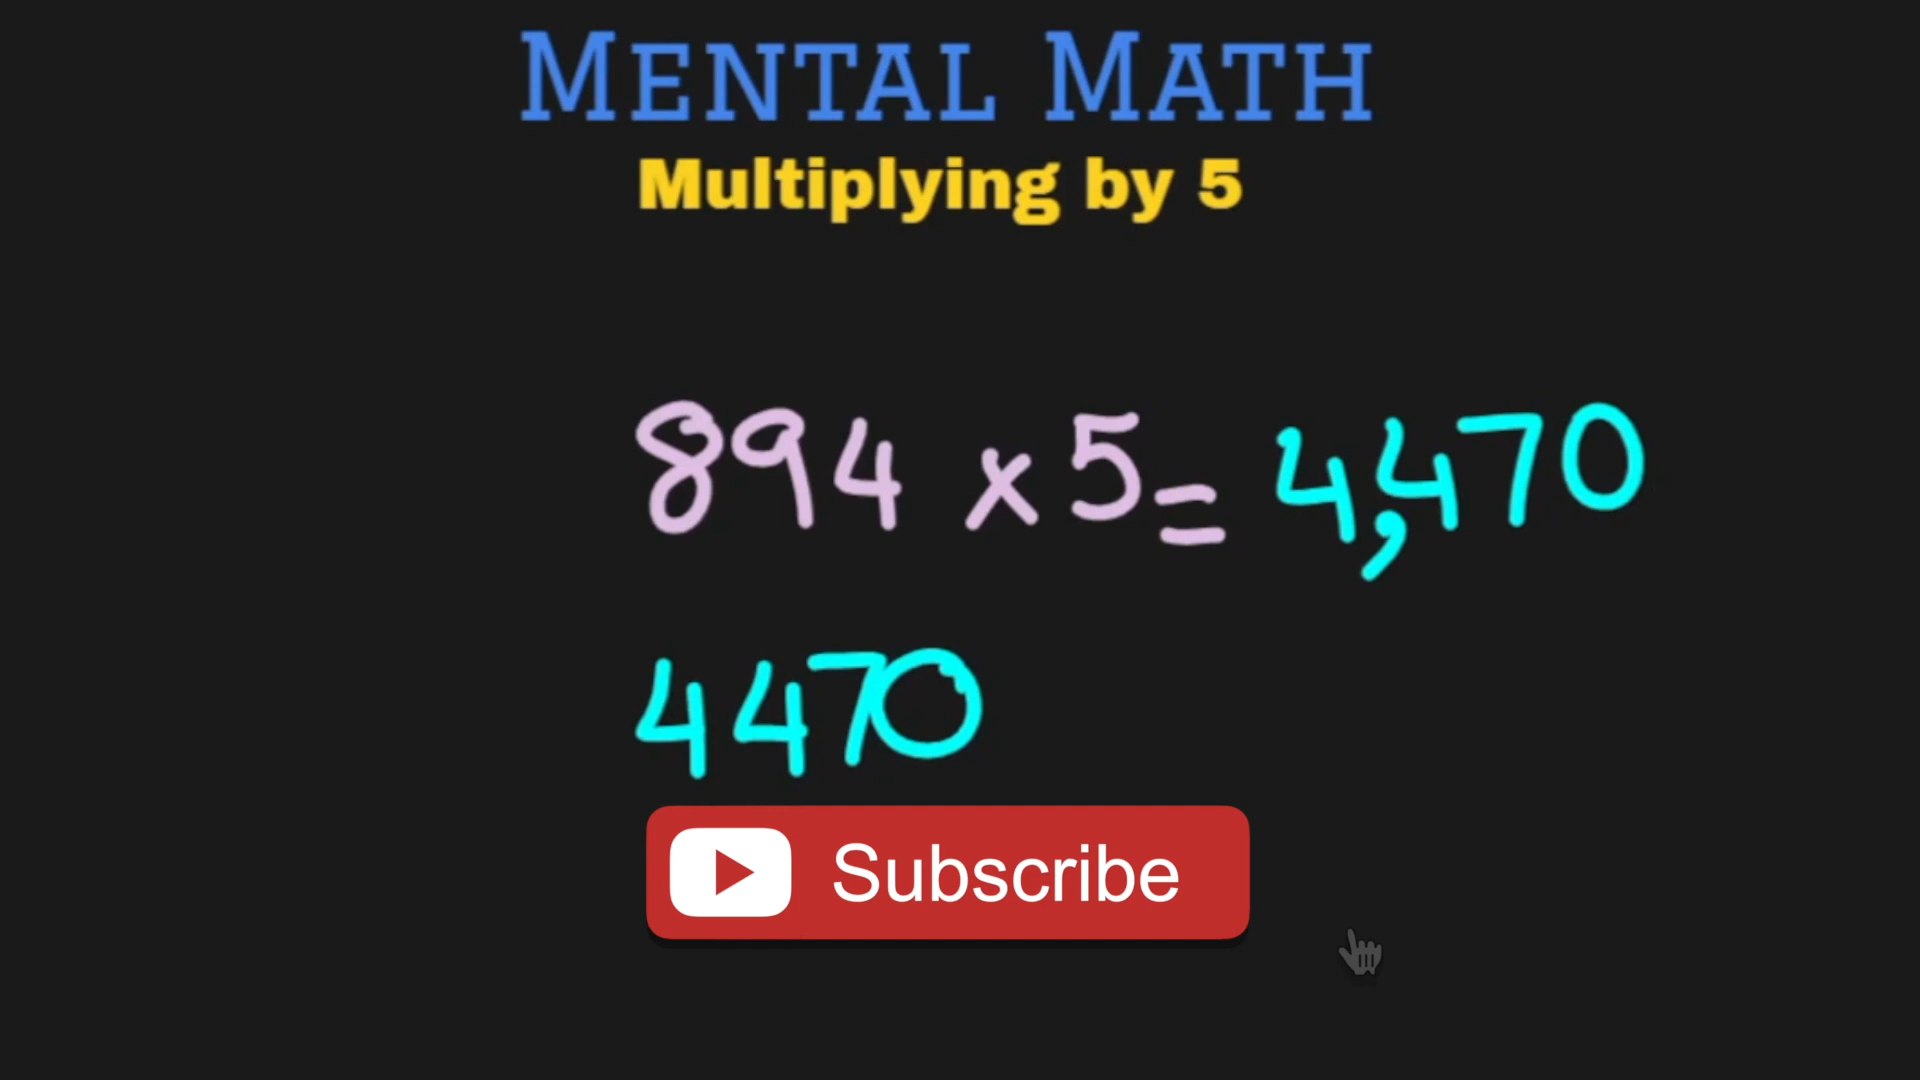 MENTAL MATH
Multiplying by 5
894 x 5 = 4,470
4470
Subscribe